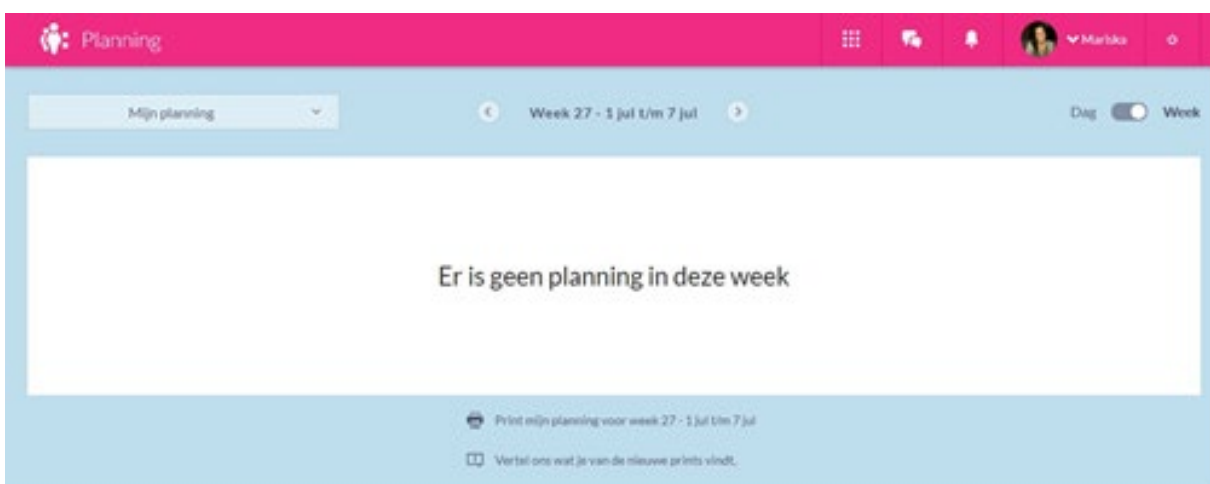 Planning
Mariska
Mijn planning
Week 27 - 1 jul t/m 7 jul
Dag
Week
Er is geen planning in deze week
Print mijn planning voor week 27 - 1 jul t/m 7 jul
Vertel ons wat je van de nieuwe prints vindt.